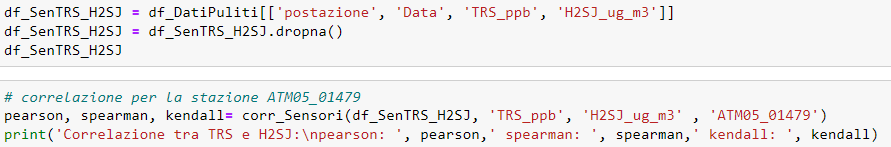 df_SenTRS_H2SJ = df_DatiPuliti[['postazione', 'Data', 'TRS_ppb', 'H2SJ_ug_m3']]
df_SenTRS_H2SJ = df_SenTRS_H2SJ.dropna()
df_SenTRS_H2SJ
# correlazione per la stazione ATM05_01479
pearson, spearman, kendall= corr_Sensori(df_SenTRS_H2SJ, 'TRS_ppb', 'H2SJ_ug_m3' , 'ATM05_01479')
print('Correlazione tra TRS e H2SJ:\npearson: ', pearson,' spearman: ', spearman,' kendall: ', kendall)